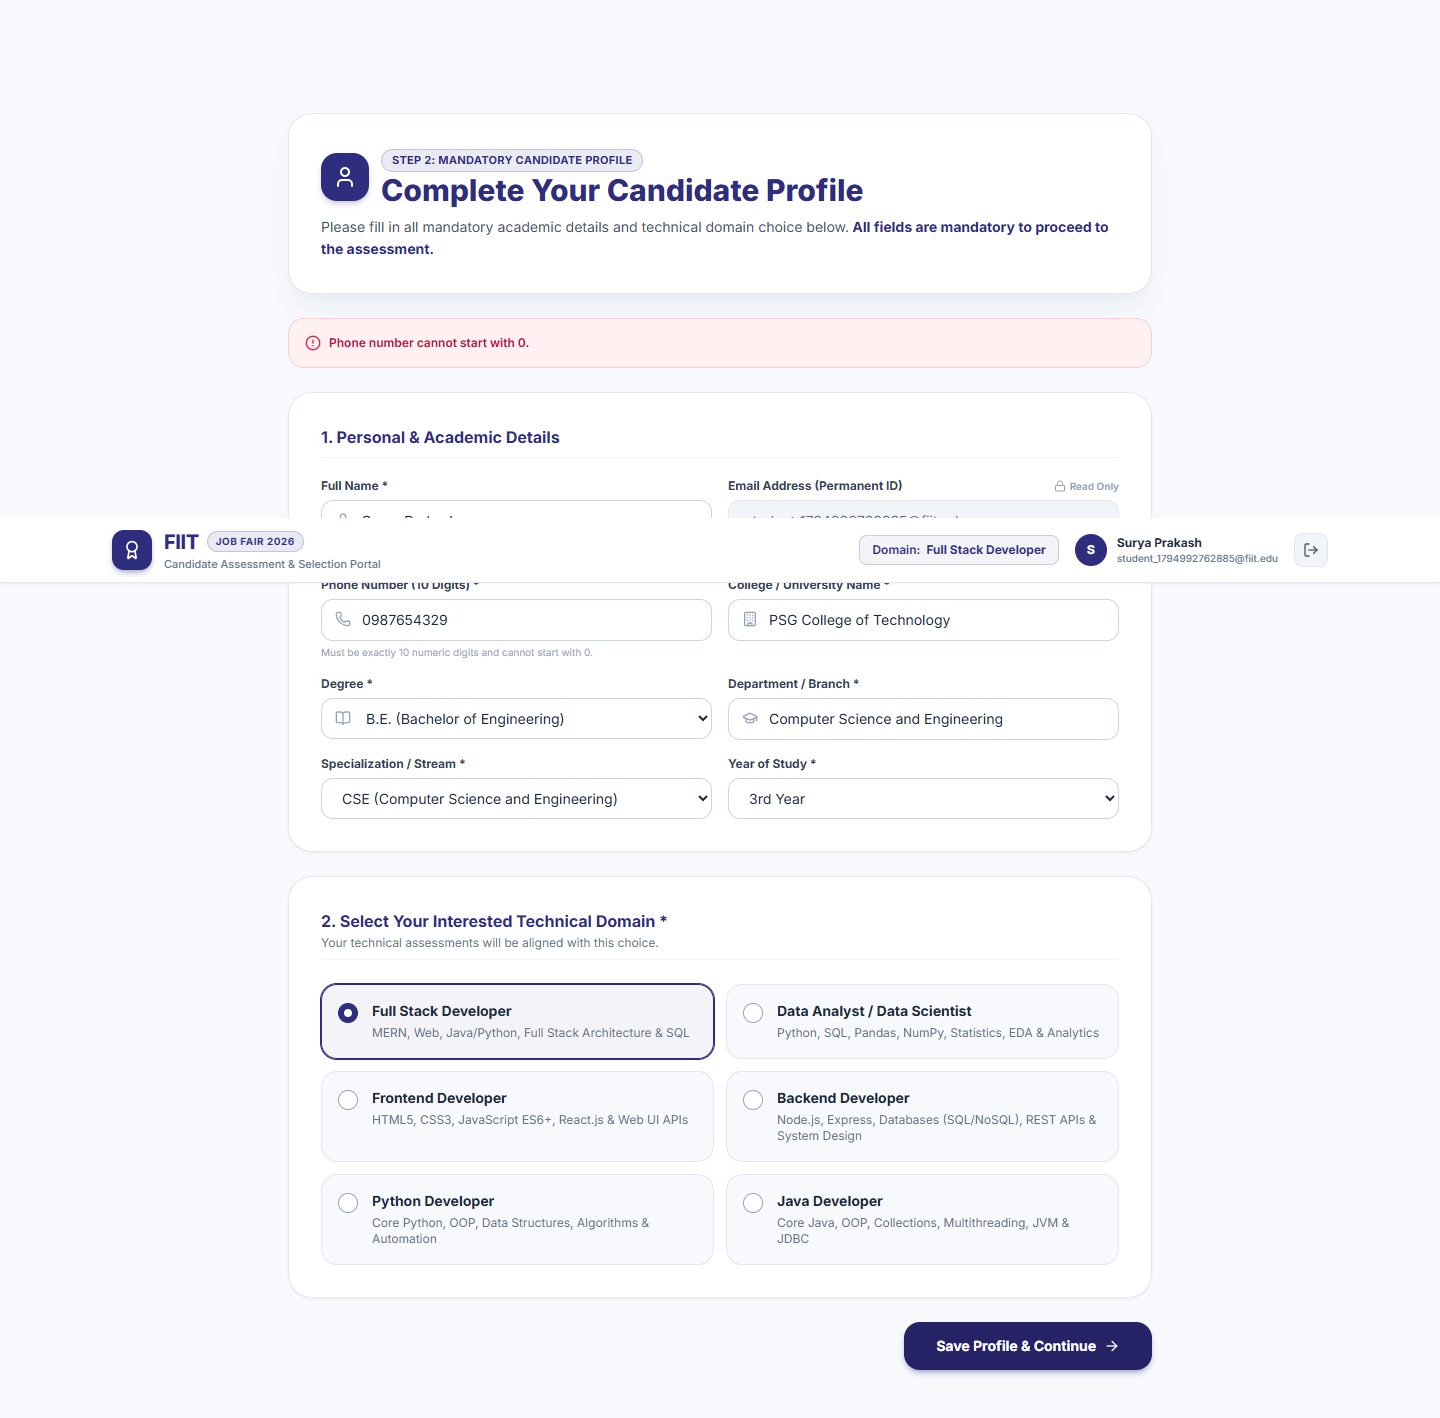 STEP 2: MANDATORY CANDIDATE PROFILE
Complete Your Candidate Profile
Please fill in all mandatory academic details and technical domain choice below. All fields are mandatory to proceed to
the assessment.
Phone number cannot start with 0.
1. Personal & Academic Details
Full Name *
Email Address (Permanent ID)
Read Only
FIIT
JOB FAIR 2026
Candidate Assessment & Selection Portal
Domain: Full Stack Developer
S
Surya Prakash
student_1794992762885@fiit.edu
Phone Number (10 Digits) *
College / University Name *
0987654329
PSG College of Technology
Must be exactly 10 numeric digits and cannot start with 0.
Degree *
Department / Branch *
B.E. (Bachelor of Engineering)
Computer Science and Engineering
Specialization / Stream *
Year of Study *
CSE (Computer Science and Engineering)
3rd Year
2. Select Your Interested Technical Domain *
Your technical assessments will be aligned with this choice.
Full Stack Developer
MERN, Web, Java/Python, Full Stack Architecture & SQL
Data Analyst / Data Scientist
Python, SQL, Pandas, NumPy, Statistics, EDA & Analytics
Frontend Developer
HTML5, CSS3, JavaScript ES6+, React.js & Web UI APIs
Backend Developer
Node.js, Express, Databases (SQL/NoSQL), REST APIs &
System Design
Python Developer
Core Python, OOP, Data Structures, Algorithms &
Automation
Java Developer
Core Java, OOP, Collections, Multithreading, JVM &
JDBC
Save Profile & Continue